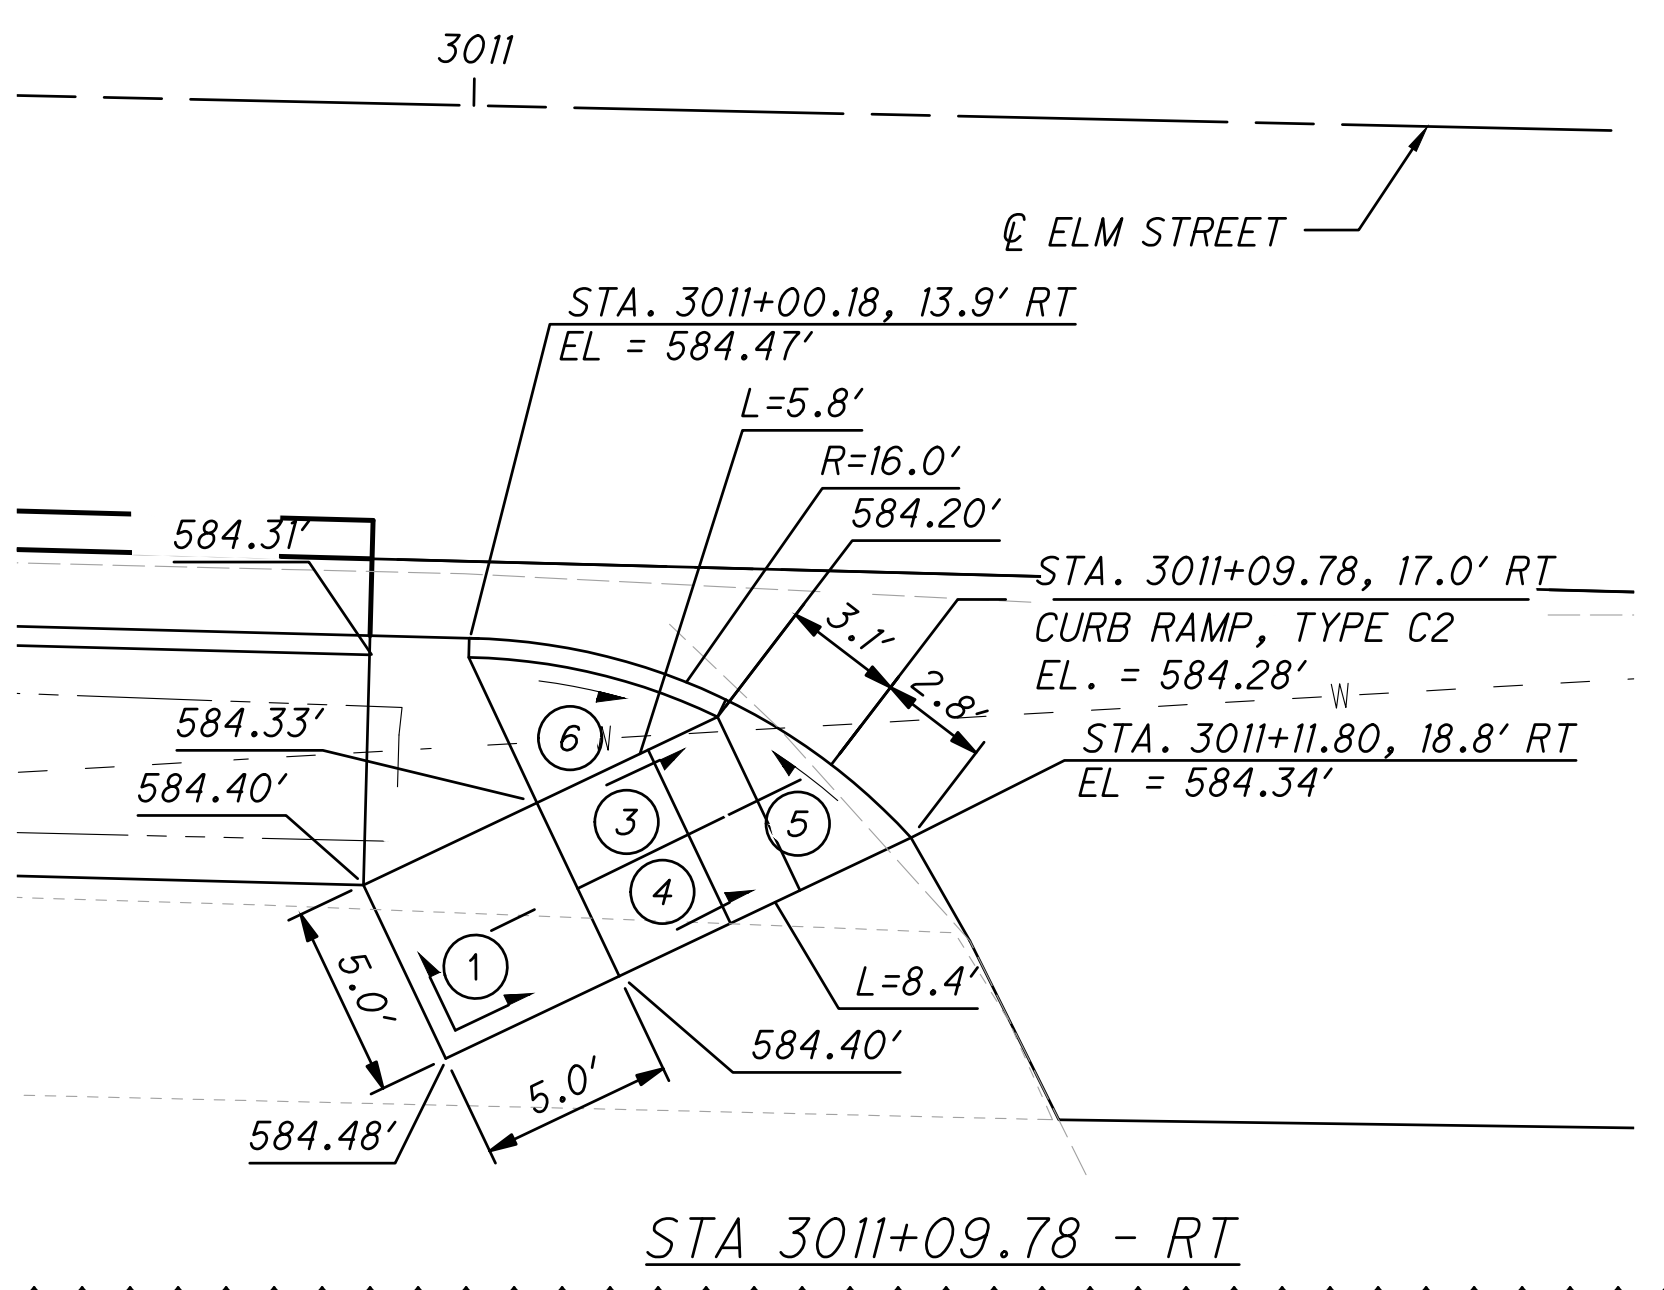 3011
℄ ELM STREET
STA. 3011+00.18, 13.9' RT
EL = 584.47'
L=5.8'
R=16.0'
584.20'
584.31'
STA. 3011+09.78, 17.0' RT
CURB RAMP, TYPE C2
EL. = 584.28'
3.1'
2.8'
W
584.33'
6
W
STA. 3011+11.80, 18.8' RT
EL = 584.34'
584.40'
3
5
4
1
5.0'
L=8.4'
584.40'
5.0'
584.48'
STA 3011+09.78 - RT